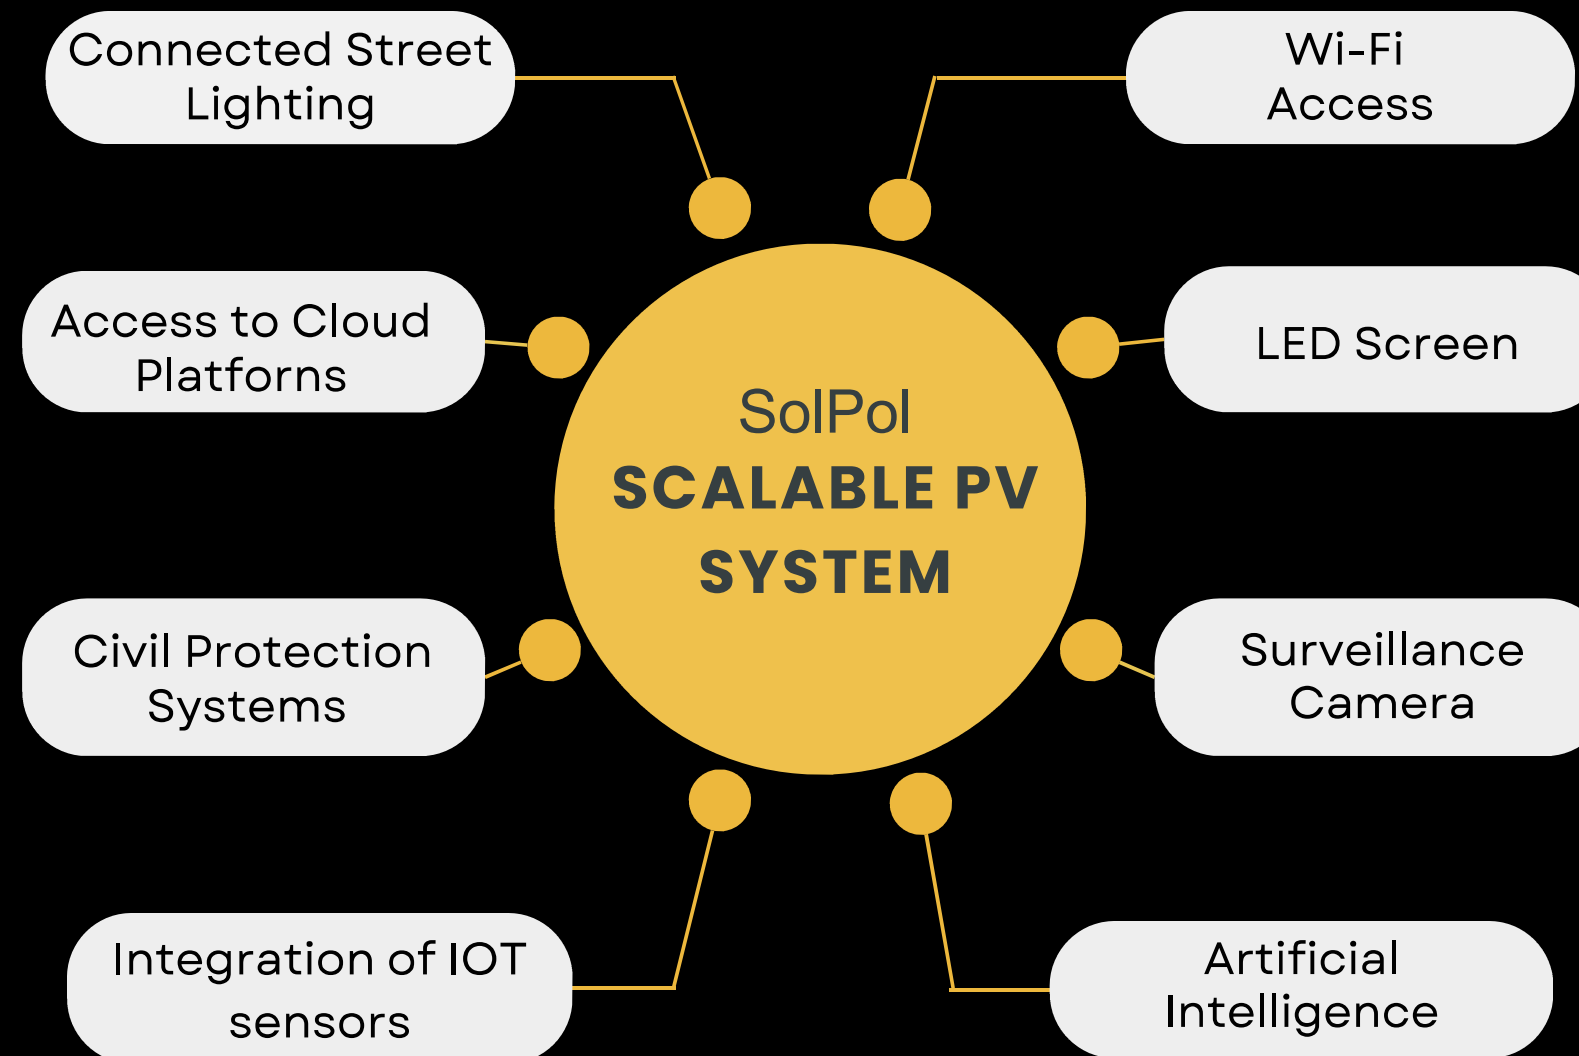 Connected Street
Lighting
Wi-Fi
Access
Access to Cloud
Platforns
LED Screen
SolPol
SCALABLE PV
SYSTEM
Civil Protection
Systems
Surveillance
Camera
Integration of IOT
sensors
Artificial
Intelligence